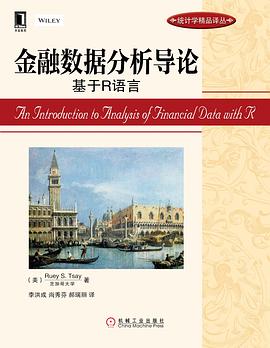 WILEY
统计学精品译丛
金融数据分析导论
基于R语言
An Introduction to Analysis of Financial Data with R
（美） Ruey S. Tsay 著
芝加哥大学
李洪成 尚秀芬 郝瑞丽 译
机械工业出版社
China Machine Press